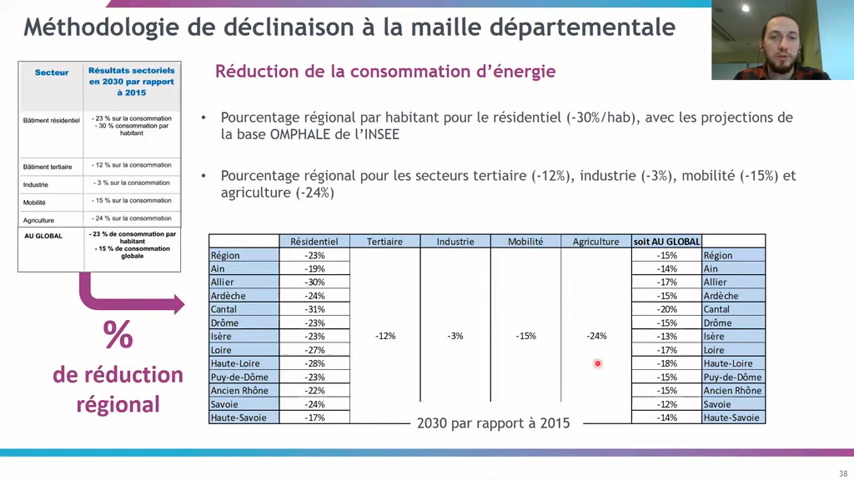 Méthodologie de déclinaison à la maille départementale
Secteur
Résultats sectoriels
en 2030 par rapport
à 2015
Bâtiment résidentiel
- 23 % sur la consommation
- 30 % consommation par
habitant
Bâtiment tertiaire
- 12 % sur la consommation
Industrie
- 3 % sur la consommation
Mobilité
- 15 % sur la consommation
Agriculture
- 24 % sur la consommation
AU GLOBAL
- 23 % de consommation par
habitant
- 15 % de consommation
globale
%
de réduction
régional
Réduction de la consommation d’énergie
• Pourcentage régional par habitant pour le résidentiel (-30%/hab), avec les projections de
la base OMPHALE de l’INSEE
• Pourcentage régional pour les secteurs tertiaire (-12%), industrie (-3%), mobilité (-15%) et
agriculture (-24%)
Résidentiel Tertiaire Industrie Mobilité Agriculture soit AU GLOBAL
Région -23% -15% Région
Ain -19% -14% Ain
Allier -30% -17% Allier
Ardèche -24% -15% Ardèche
Cantal -31% -20% Cantal
Drôme -23% -15% Drôme
Isère -23% -12% -3% -15% -24% -13% Isère
Loire -27% -17% Loire
Haute-Loire -28% -18% Haute-Loire
Puy-de-Dôme -23% -15% Puy-de-Dôme
Ancien Rhône -22% -15% Ancien Rhône
Savoie -24% -12% Savoie
Haute-Savoie -17% -14% Haute-Savoie
2030 par rapport à 2015
38